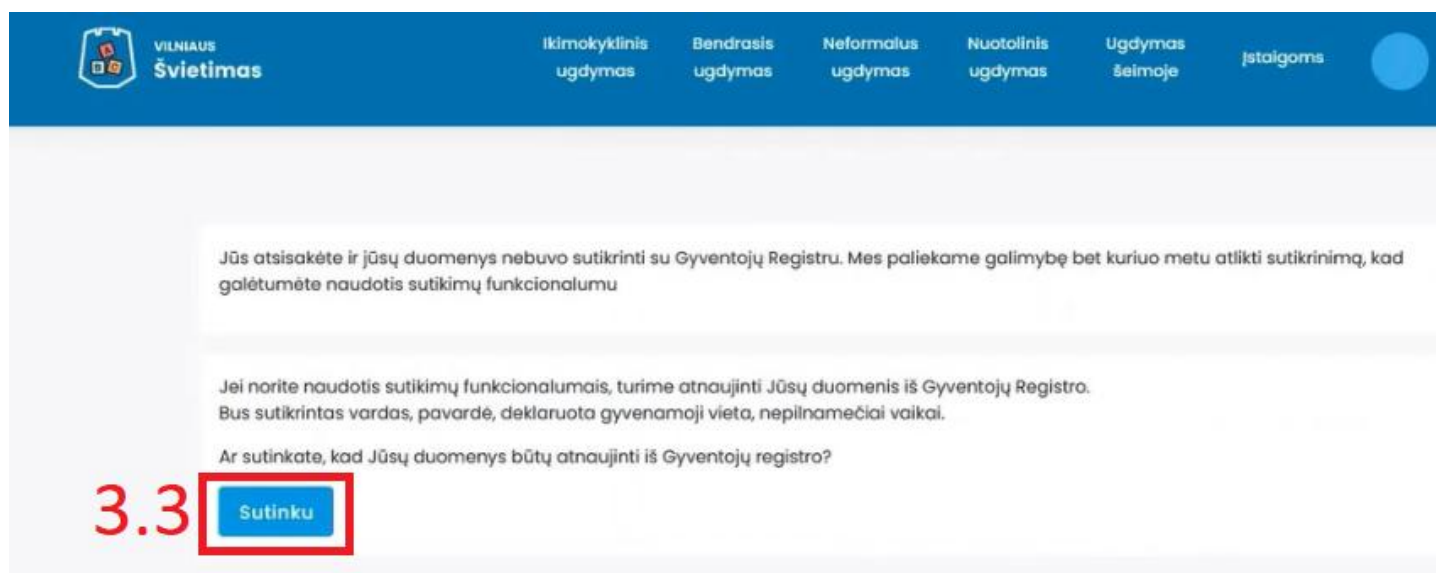 VILNIAUS
Švietimas
Ikimokyklinis ugdymas
Bendrasis ugdymas
Neformalus ugdymas
Nuotolinis ugdymas
Ugdymas šeimoje
Įstaigoms
Jūs atsisakėte ir jūsų duomenys nebuvo sutikrinti su Gyventojų Registru. Mes paliekame galimybę bet kuriuo metu atlikti sutikrinimą, kad
galėtumėte naudotis sutikimų funkcionalumu
Jei norite naudotis sutikimų funkcionalumais, turime atnaujinti Jūsų duomenis iš Gyventojų Registro.
Bus sutikrintas vardas, pavardė, deklaruota gyvenamoji vieta, nepilnamečiai vaikai.
Ar sutinkate, kad Jūsų duomenys būtų atnaujinti iš Gyventojų registro?
3.3
Sutinku